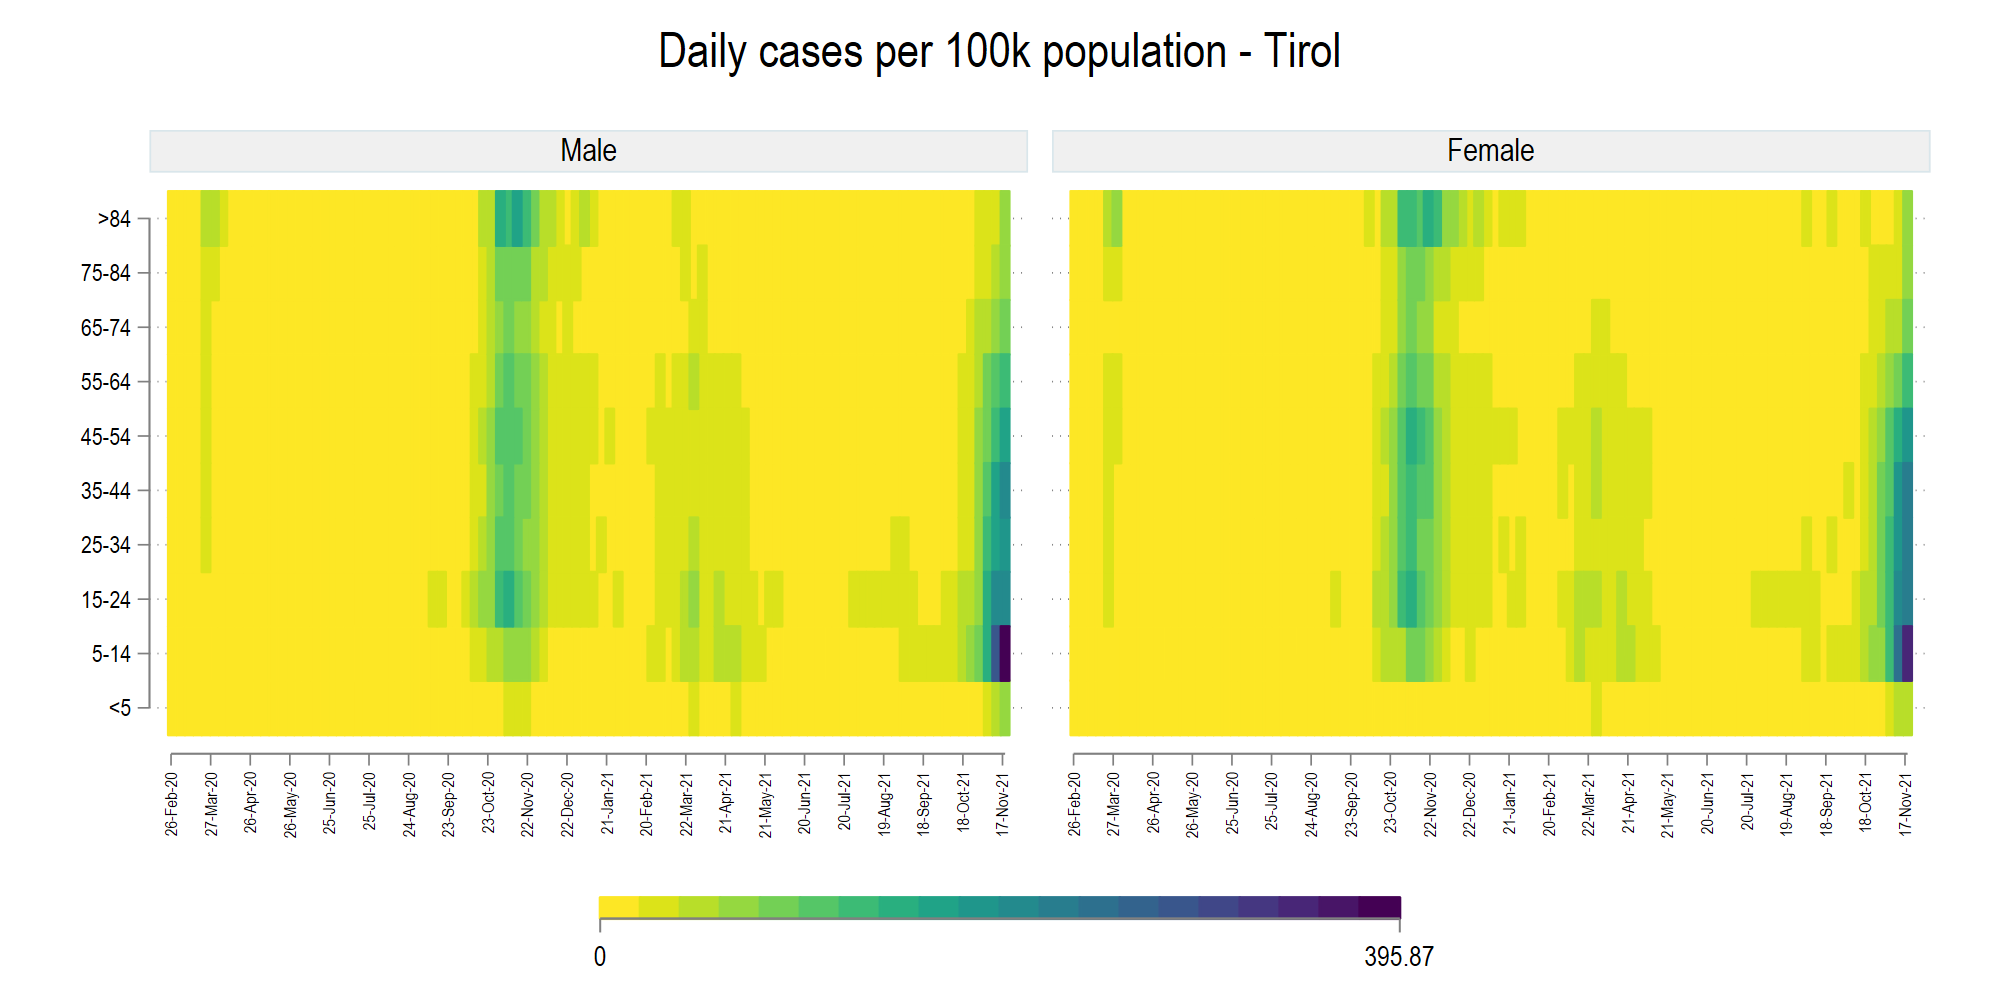 Daily cases per 100k population - Tirol
Male
Female
>84
75-84
65-74
55-64
45-54
35-44
25-34
15-24
5-14
<5
26-Feb-20 27-Mar-20 26-Apr-20 26-May-20 25-Jun-20 25-Jul-20 24-Aug-20 23-Sep-20 23-Oct-20 22-Nov-20 22-Dec-20 21-Jan-21 20-Feb-21 22-Mar-21 21-Apr-21 21-May-21 20-Jun-21 20-Jul-21 19-Aug-21 18-Sep-21 18-Oct-21 17-Nov-21
26-Feb-20 27-Mar-20 26-Apr-20 26-May-20 25-Jun-20 25-Jul-20 24-Aug-20 23-Sep-20 23-Oct-20 22-Nov-20 22-Dec-20 21-Jan-21 20-Feb-21 22-Mar-21 21-Apr-21 21-May-21 20-Jun-21 20-Jul-21 19-Aug-21 18-Sep-21 18-Oct-21 17-Nov-21
0
395.87